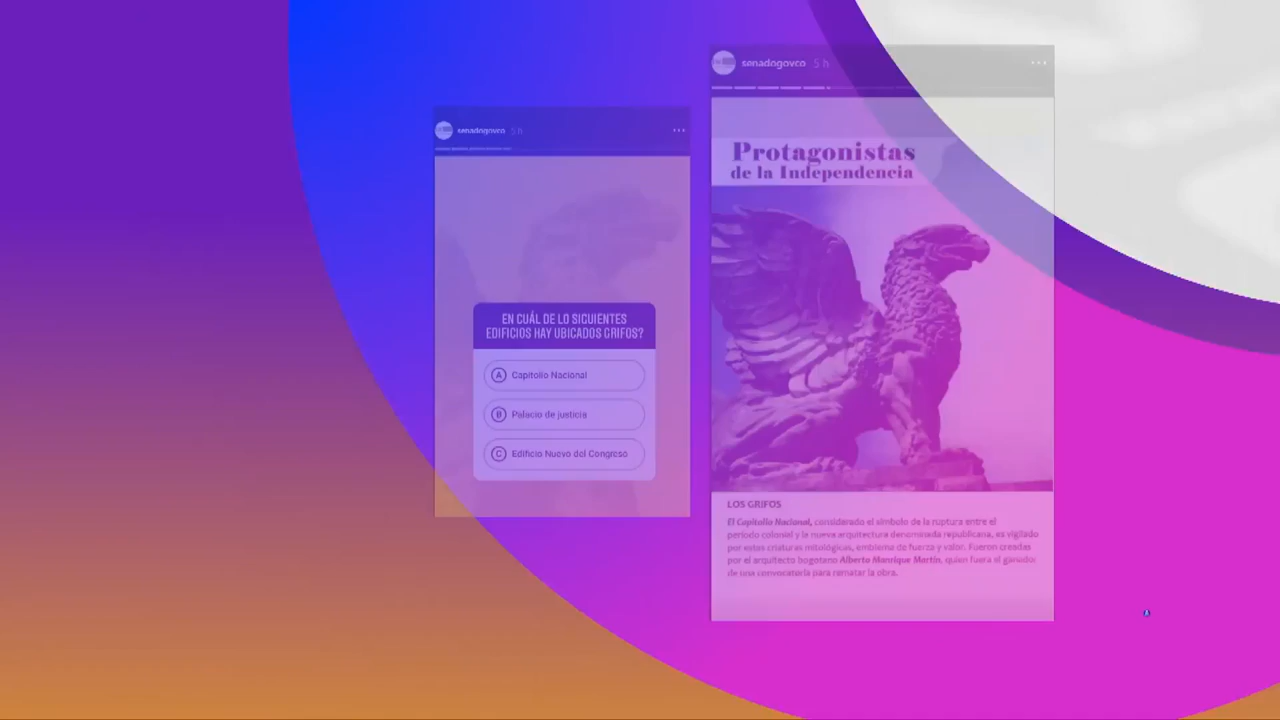 senadogovco 5 h
EN CUÁL DE LO SIGUIENTES
EDIFICIOS HAY UBICADOS GRIFOS?
A Capitolio Nacional
B Palacio de justicia
C Edificio Nuevo del Congreso
senadogovco 5 h
Protagonistas
de la Independencia
LOS GRIFOS
El Capitolio Nacional, considerado el símbolo de la ruptura entre el
periodo colonial y la nueva arquitectura denominada republicana, es vigilado
por estas criaturas mitológicas, emblema de fuerza y valor. Fueron creadas
por el arquitecto bogotano Alberto Manrique Martín, quien fuera el ganador
de una convocatoria para rematar la obra.